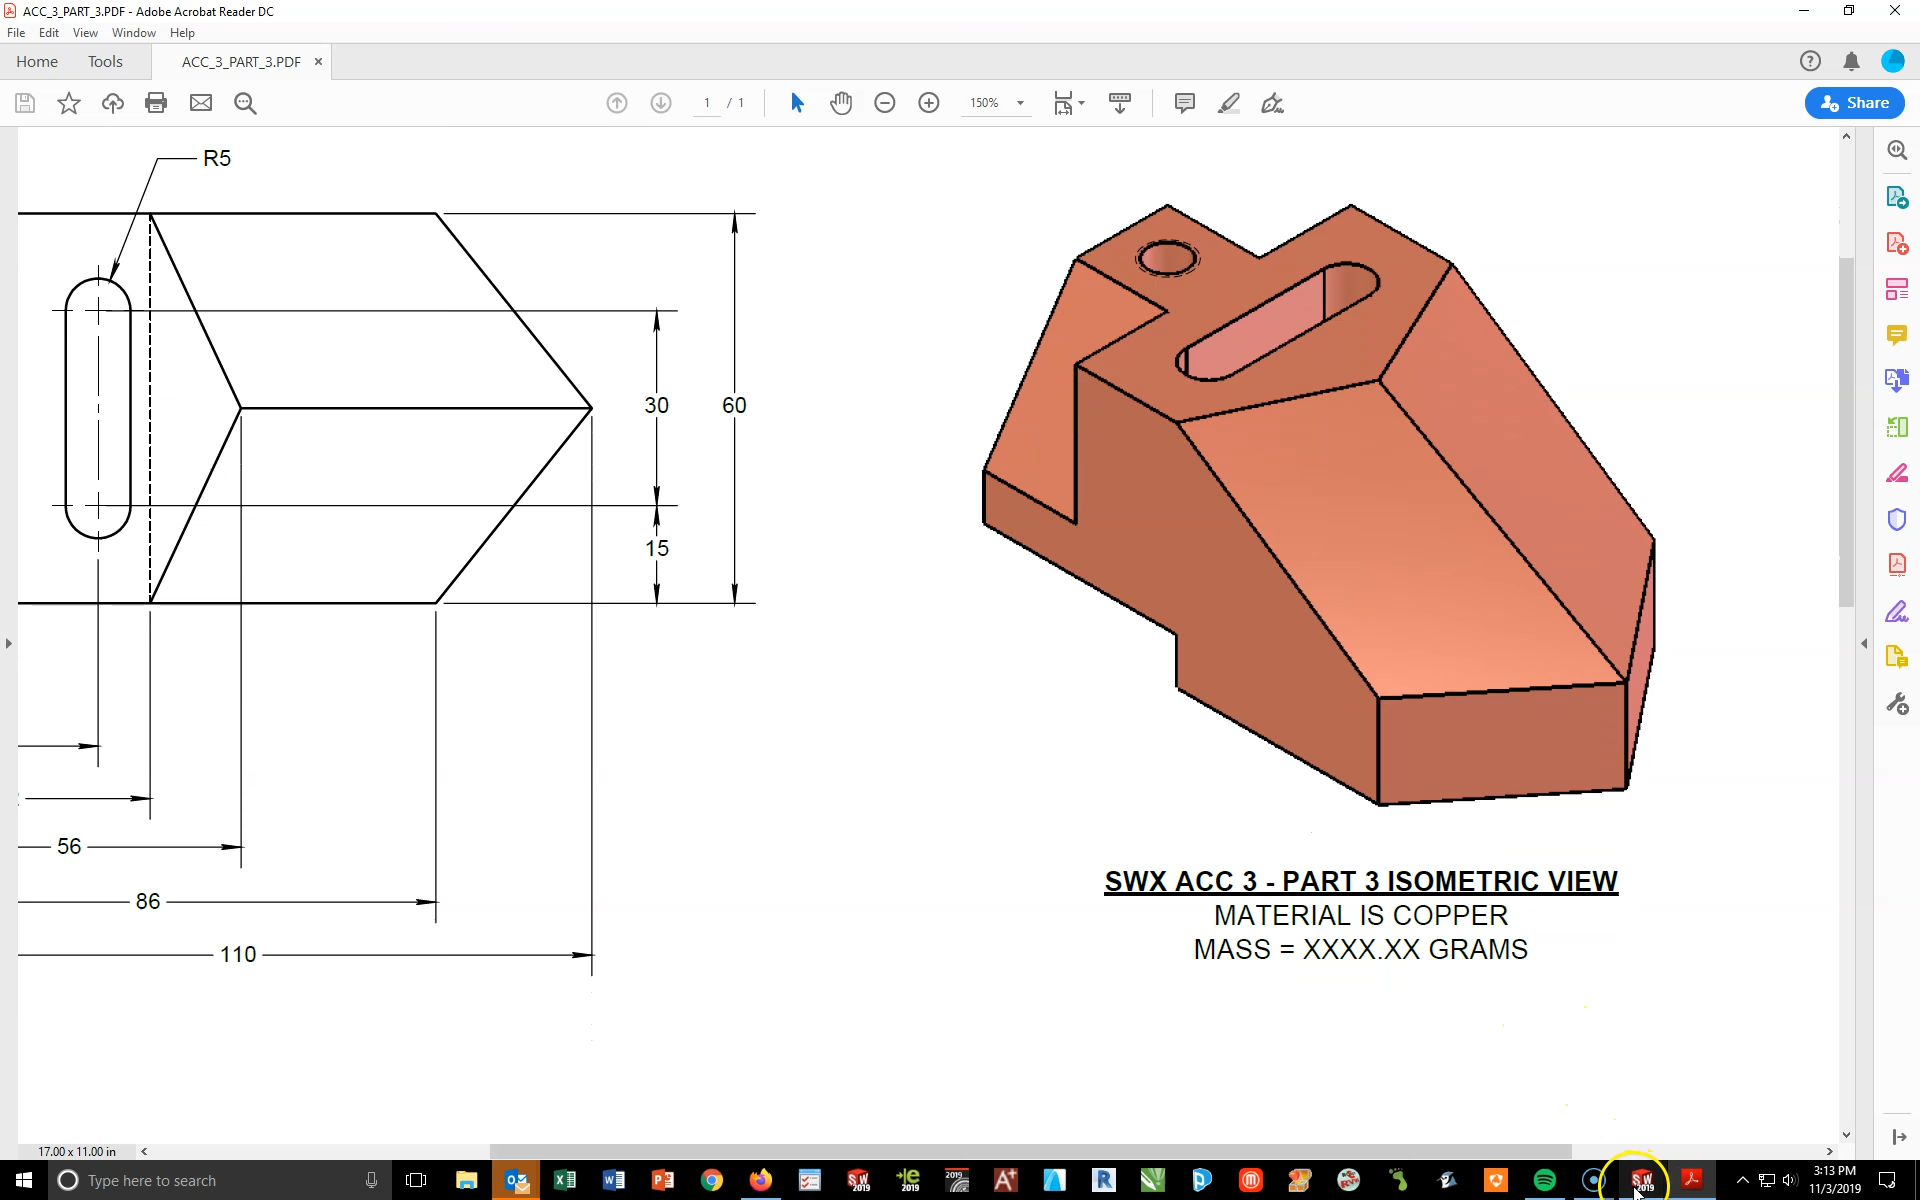 ACC_3_PART_3.PDF - Adobe Acrobat Reader DC
File Edit View Window Help
Home Tools ACC_3_PART_3.PDF ×
1 / 1 150% Share
R5
30 60
15
56
86
110
SWX ACC 3 - PART 3 ISOMETRIC VIEW
MATERIAL IS COPPER
MASS = XXXX.XX GRAMS
17.00 x 11.00 in
Type here to search
3:13 PM
11/3/2019